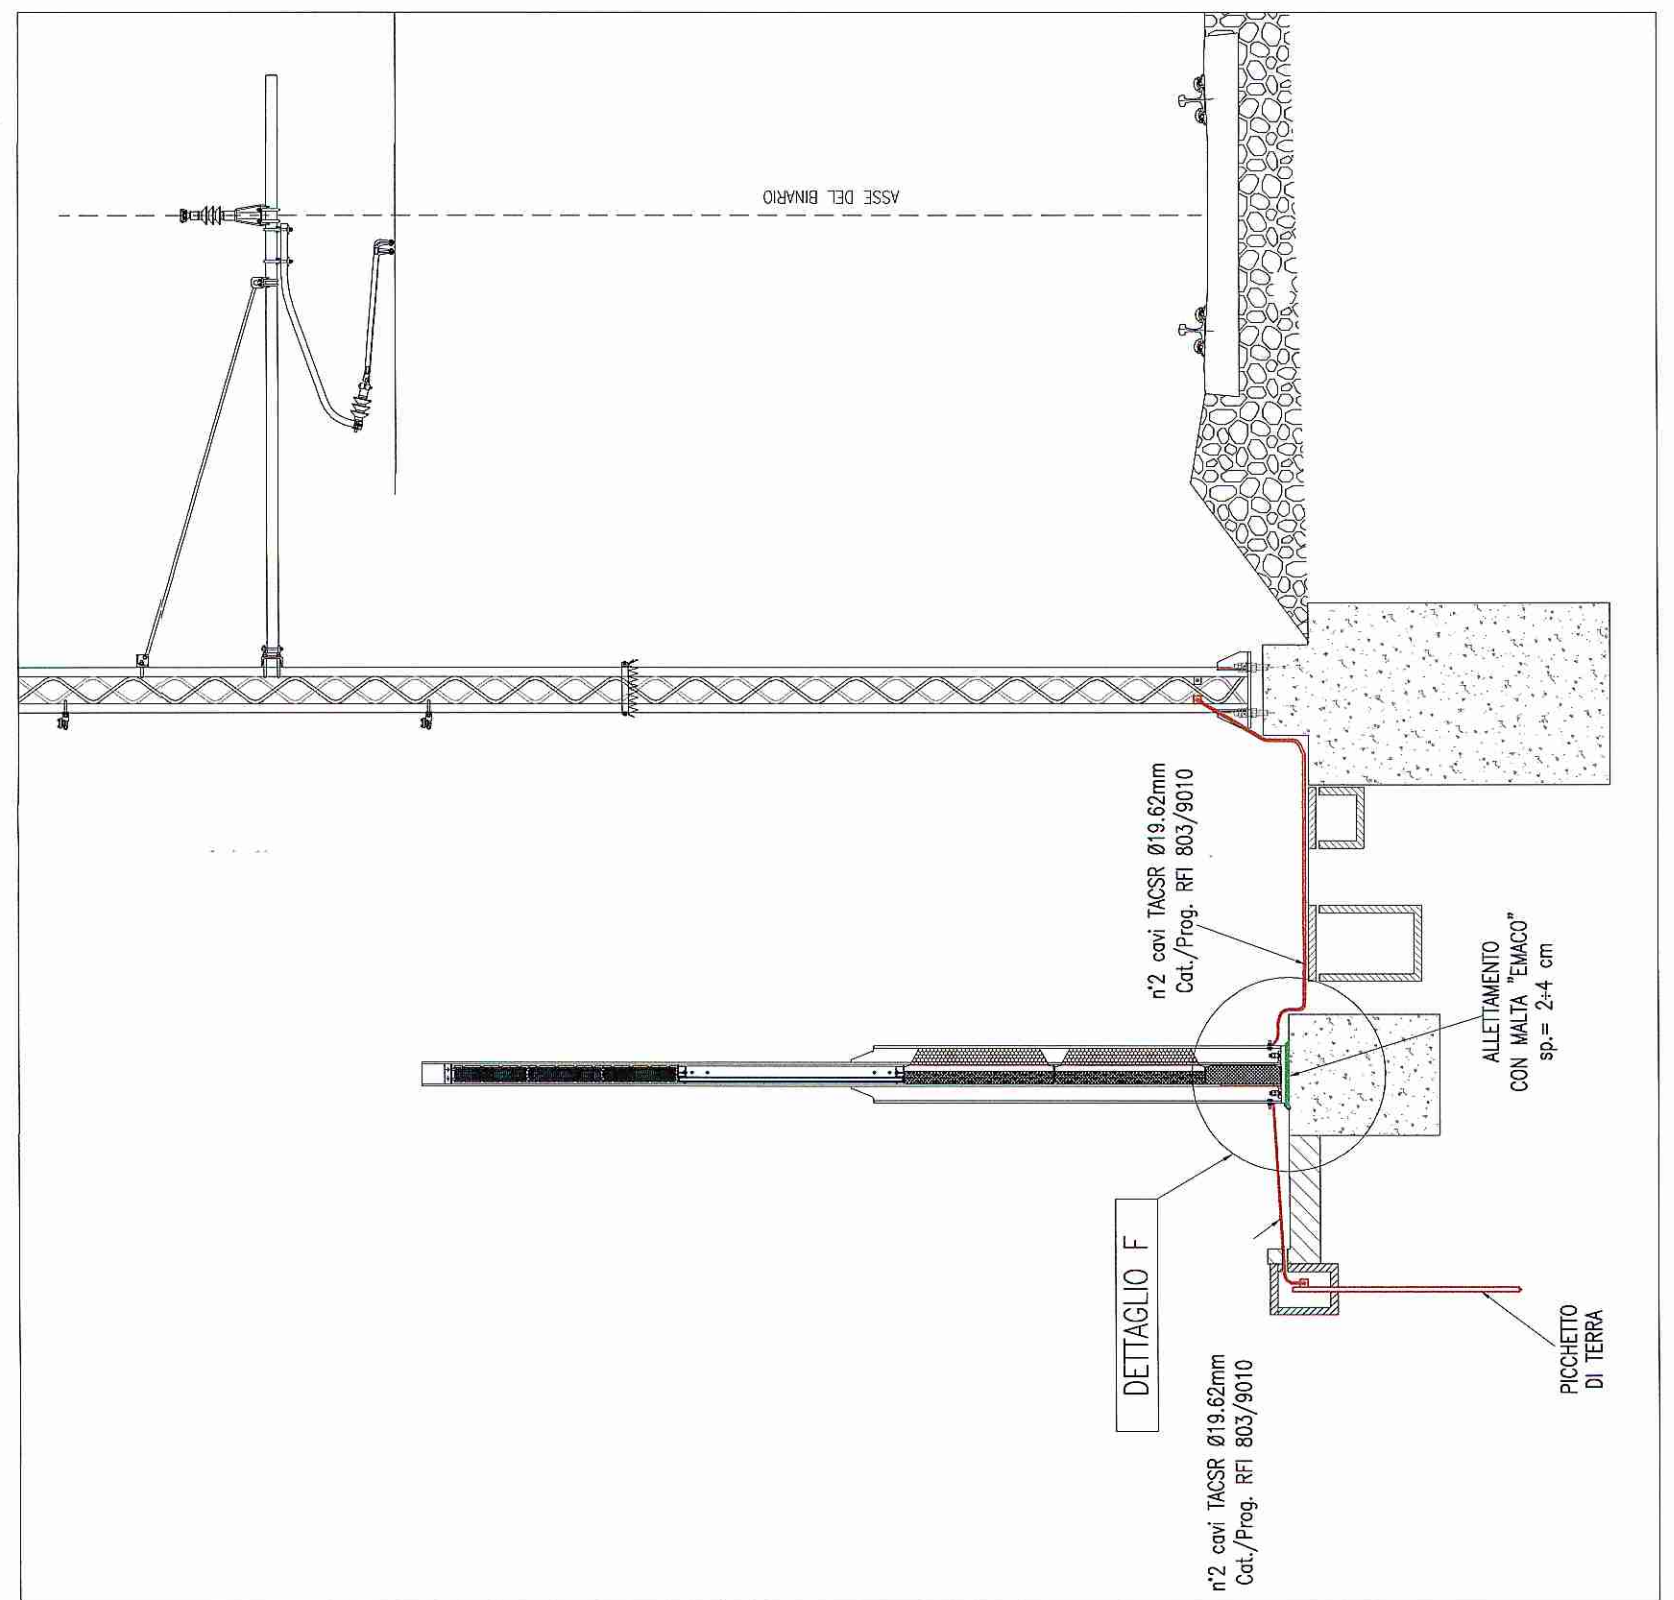 ASSE DEL BINARIO
n°2 cavi TACSR Ø19.62mm
Cat./Prog. RFI 803/9010
ALLETTAMENTO
CON MALTA "EMACO"
sp.= 2÷4 cm
DETTAGLIO F
n°2 cavi TACSR Ø19.62mm
Cat./Prog. RFI 803/9010
PICCHETTO
DI TERRA